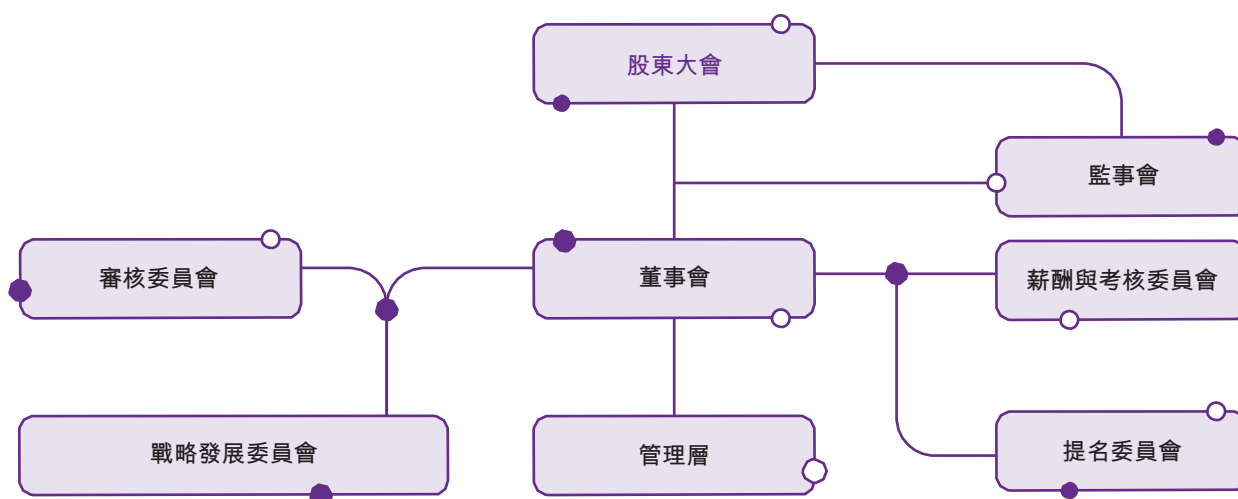 股東大會
監事會
審核委員會
董事會
薪酬與考核委員會
戰略發展委員會
管理層
提名委員會